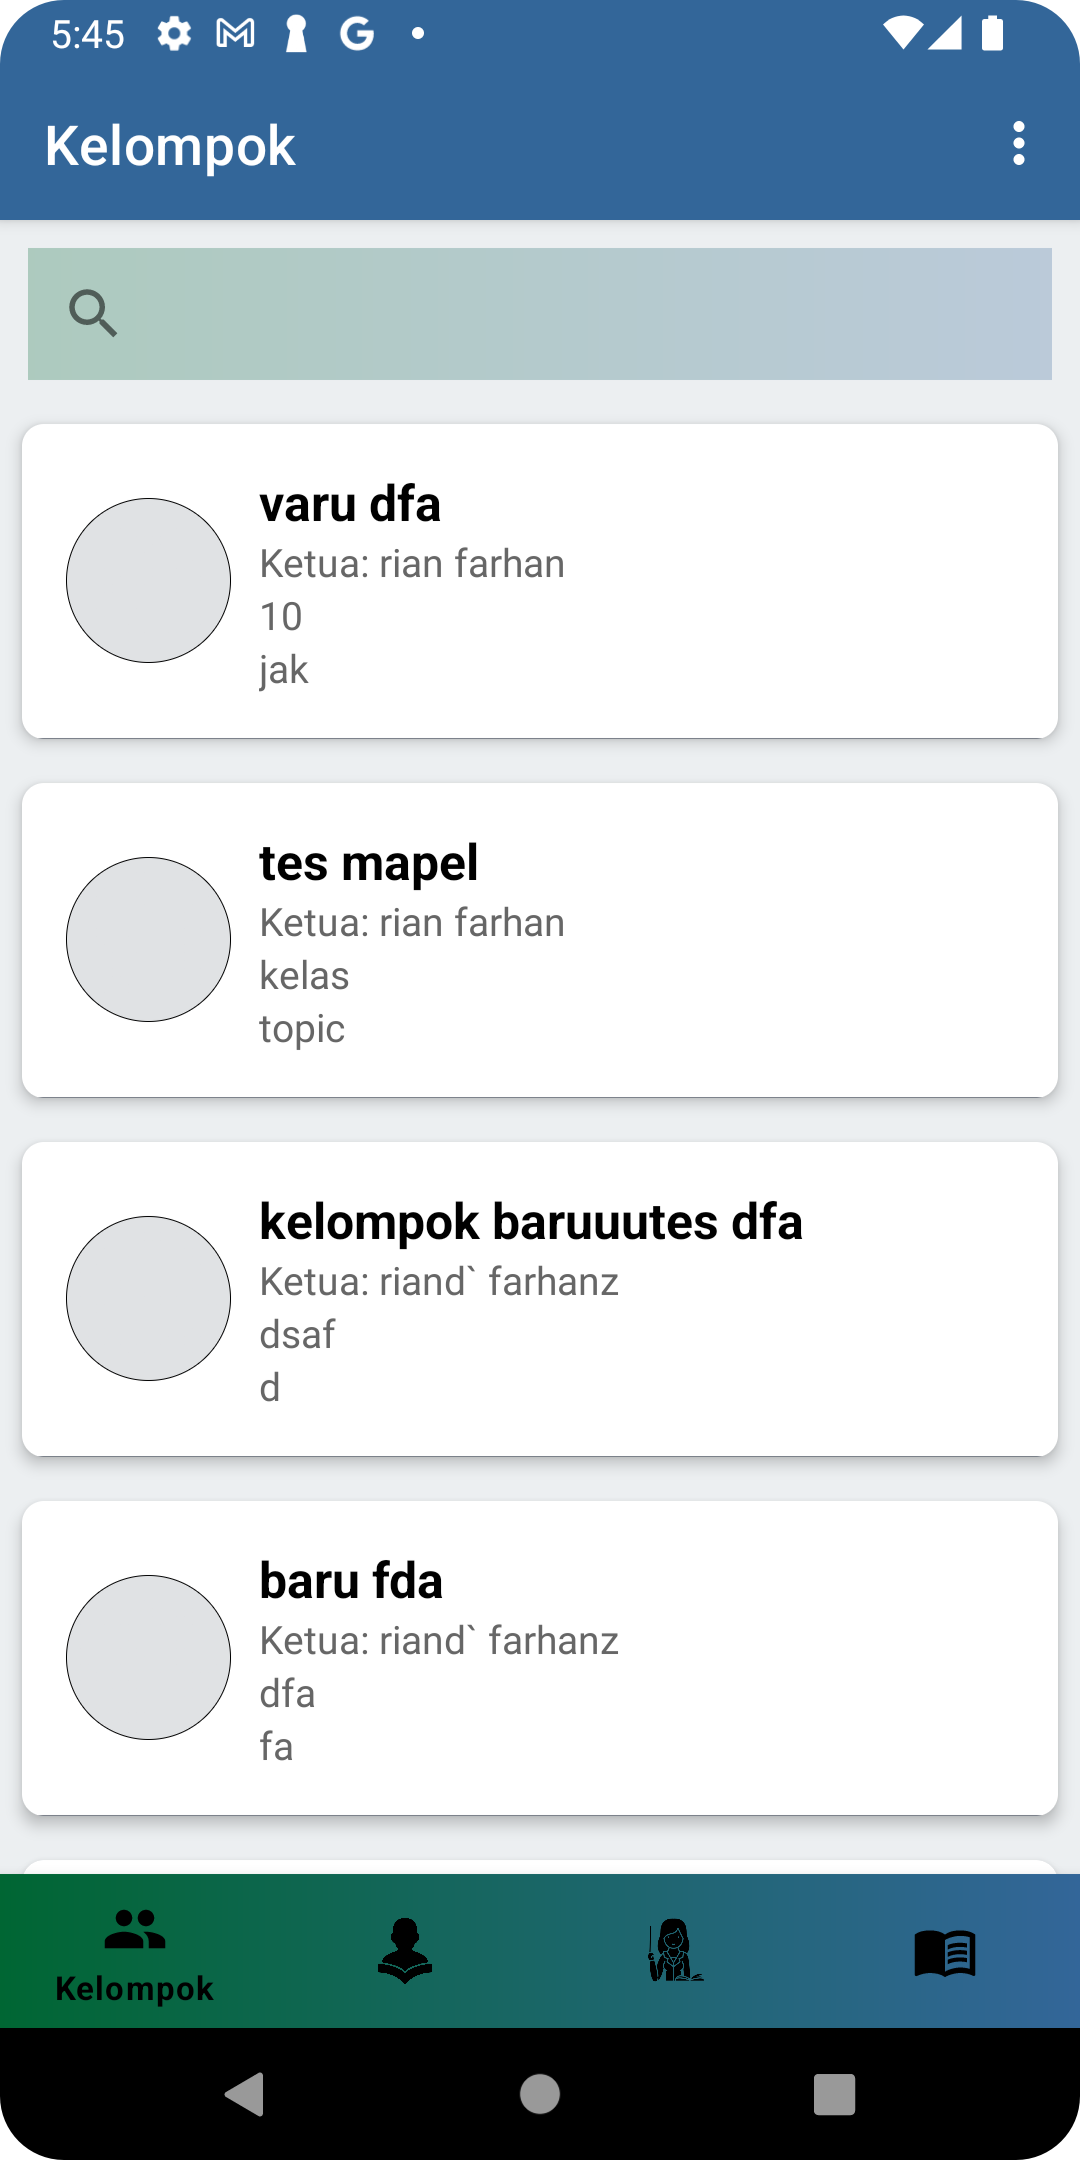 5:45
Kelompok
varu dfa
Ketua: rian farhan
10
jak
tes mapel
Ketua: rian farhan
kelas
topic
kelompok baruuutes dfa
Ketua: riand` farhanz
dsaf
d
baru fda
Ketua: riand` farhanz
dfa
fa
Kelompok